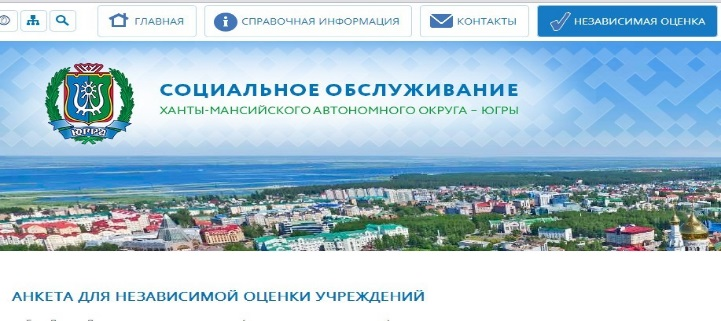 ГЛАВНАЯ
СПРАВОЧНАЯ ИНФОРМАЦИЯ
КОНТАКТЫ
НЕЗАВИСИМАЯ ОЦЕНКА
СОЦИАЛЬНОЕ ОБСЛУЖИВАНИЕ
ХАНТЫ-МАНСИЙСКОГО АВТОНОМНОГО ОКРУГА – ЮГРЫ
ЮГРА
АНКЕТА ДЛЯ НЕЗАВИСИМОЙ ОЦЕНКИ УЧРЕЖДЕНИЙ